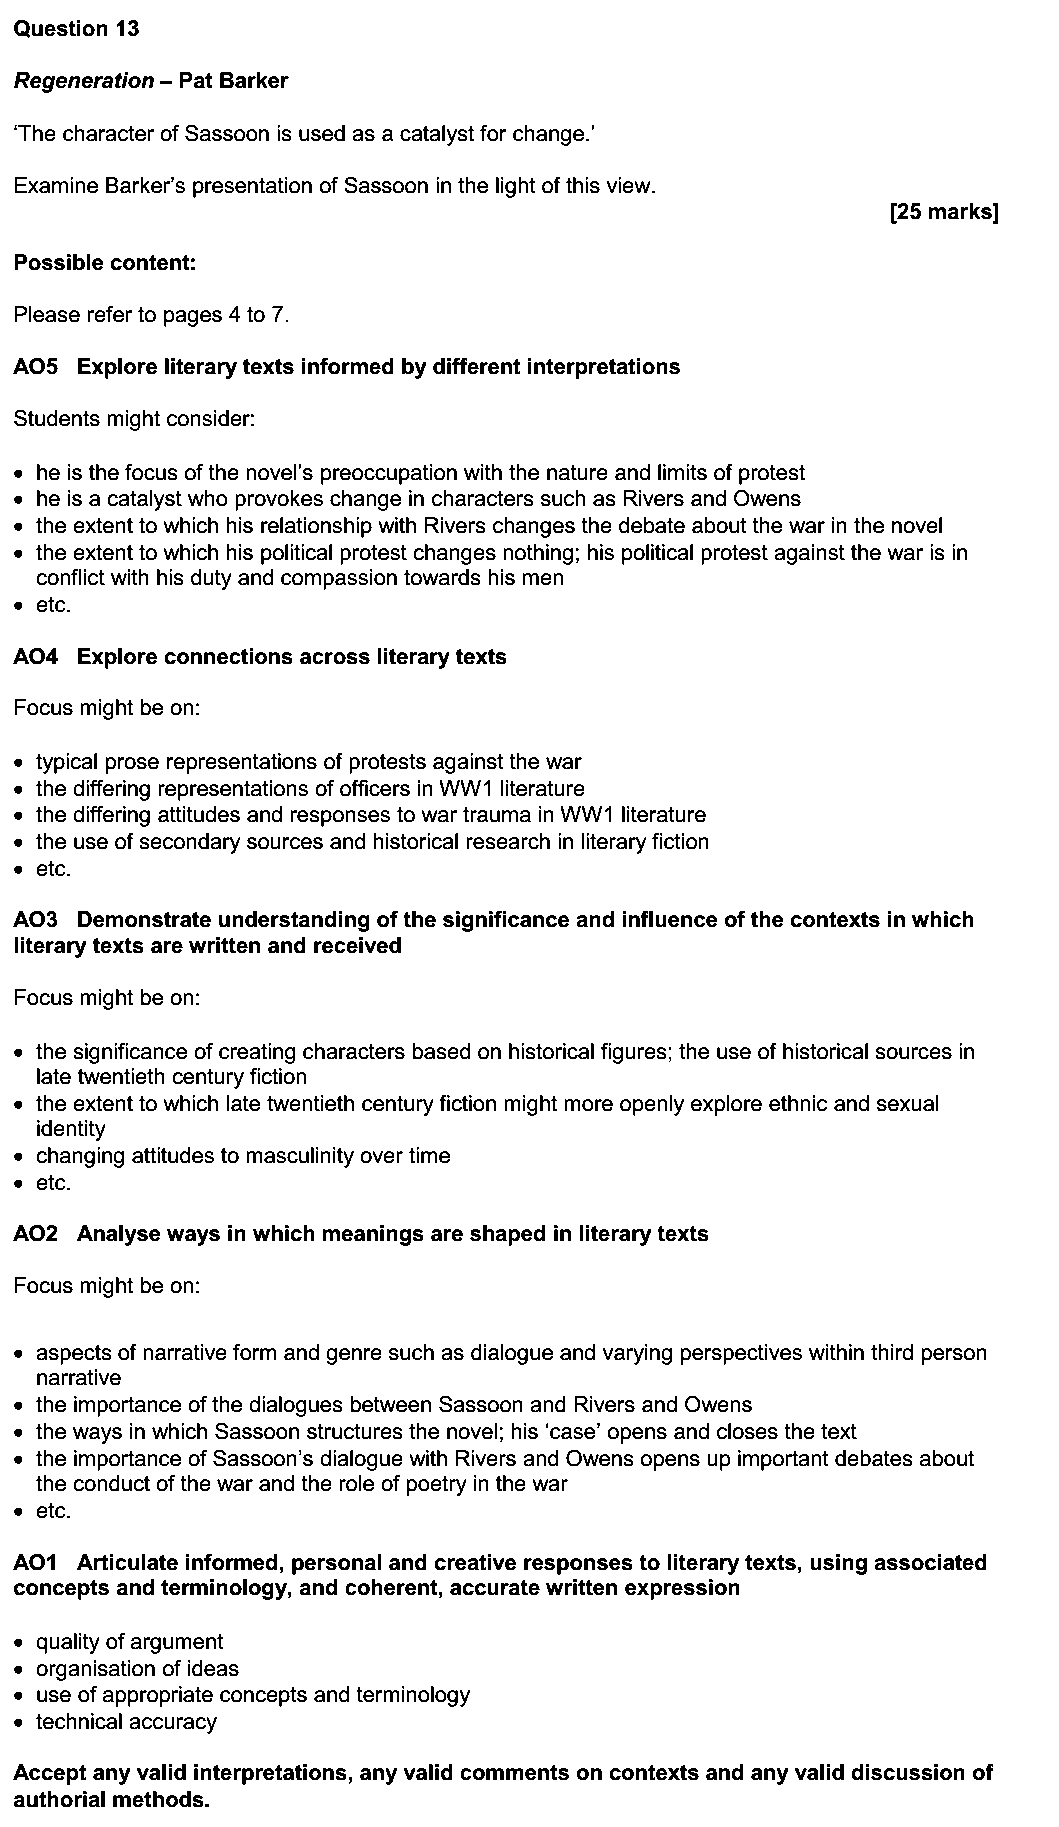 Question 13
Regeneration – Pat Barker
‘The character of Sassoon is used as a catalyst for change.’
Examine Barker’s presentation of Sassoon in the light of this view.
[25 marks]
Possible content:
Please refer to pages 4 to 7.
AO5 Explore literary texts informed by different interpretations
Students might consider:
• he is the focus of the novel’s preoccupation with the nature and limits of protest
• he is a catalyst who provokes change in characters such as Rivers and Owens
• the extent to which his relationship with Rivers changes the debate about the war in the novel
• the extent to which his political protest changes nothing; his political protest against the war is in
conflict with his duty and compassion towards his men
• etc.
AO4 Explore connections across literary texts
Focus might be on:
• typical prose representations of protests against the war
• the differing representations of officers in WW1 literature
• the differing attitudes and responses to war trauma in WW1 literature
• the use of secondary sources and historical research in literary fiction
• etc.
AO3 Demonstrate understanding of the significance and influence of the contexts in which
literary texts are written and received
Focus might be on:
• the significance of creating characters based on historical figures; the use of historical sources in
late twentieth century fiction
• the extent to which late twentieth century fiction might more openly explore ethnic and sexual
identity
• changing attitudes to masculinity over time
• etc.
AO2 Analyse ways in which meanings are shaped in literary texts
Focus might be on:
• aspects of narrative form and genre such as dialogue and varying perspectives within third person
narrative
• the importance of the dialogues between Sassoon and Rivers and Owens
• the ways in which Sassoon structures the novel; his ‘case’ opens and closes the text
• the importance of Sassoon’s dialogue with Rivers and Owens opens up important debates about
the conduct of the war and the role of poetry in the war
• etc.
AO1 Articulate informed, personal and creative responses to literary texts, using associated
concepts and terminology, and coherent, accurate written expression
• quality of argument
• organisation of ideas
• use of appropriate concepts and terminology
• technical accuracy
Accept any valid interpretations, any valid comments on contexts and any valid discussion of
authorial methods.